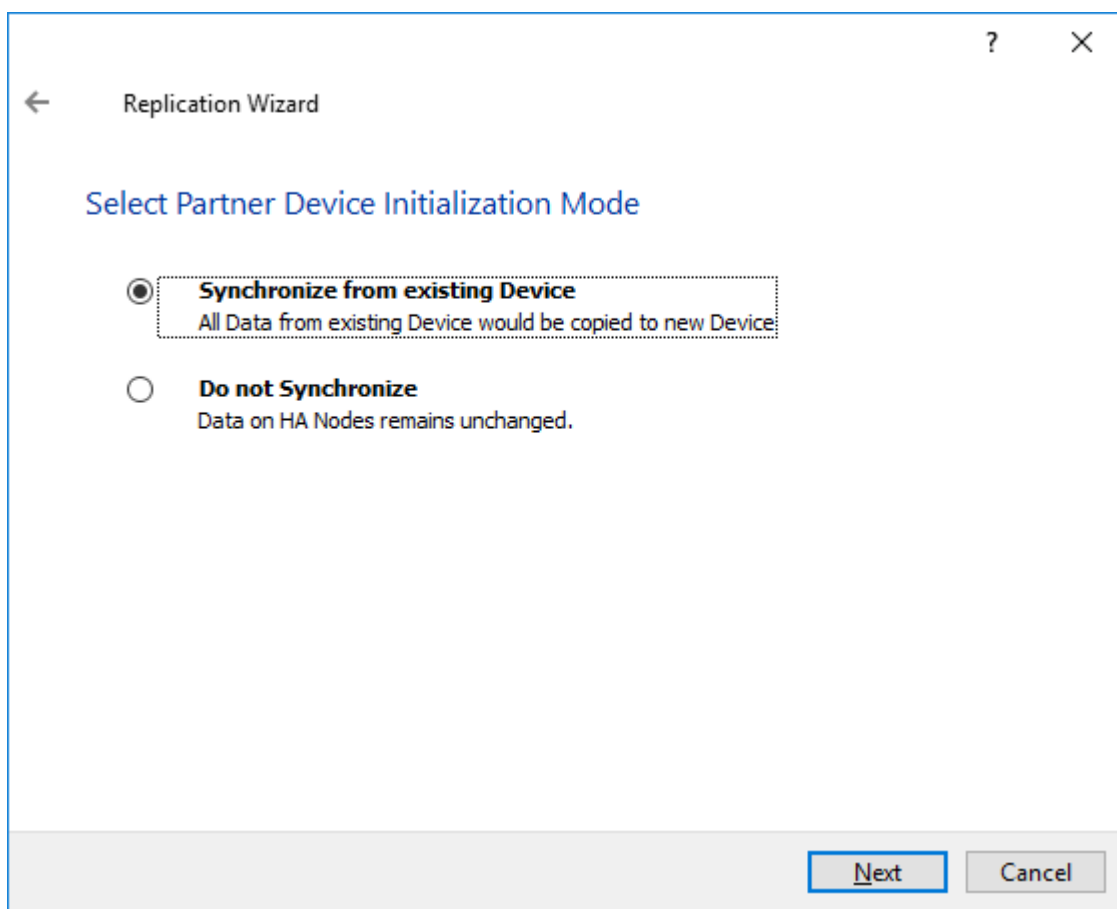 ?
Replication Wizard
Select Partner Device Initialization Mode
Synchronize from existing Device
All Data from existing Device would be copied to new Device
Do not Synchronize
Data on HA Nodes remains unchanged.
Next Cancel